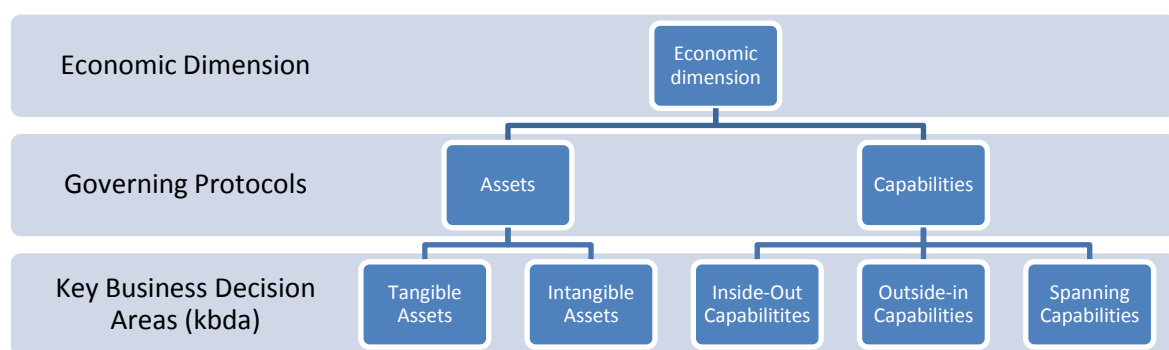 Economic Dimension
Economic
dimension
Governing Protocols
Assets
Capabilities
Key Business Decision
Areas (kbda)
Tangible
Assets
Intangible
Assets
Inside-Out
Capabilitites
Outside-in
Capabilities
Spanning
Capabilities